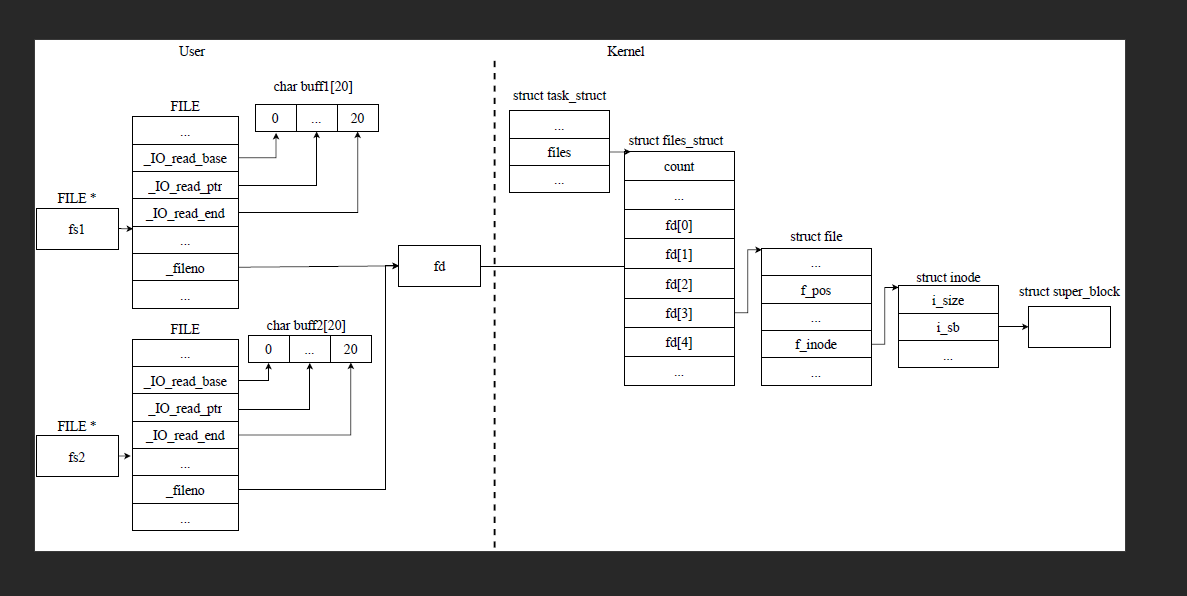 User
Kernel
char buff1[20]
FILE
0
...
20
...
_IO_read_base
_IO_read_ptr
_IO_read_end
...
_fileno
...
FILE *
fs1
fd
FILE
char buff2[20]
0
...
20
...
_IO_read_base
_IO_read_ptr
_IO_read_end
...
_fileno
...
FILE *
fs2
struct task_struct
...
files
...
struct files_struct
count
...
fd[0]
fd[1]
fd[2]
fd[3]
fd[4]
...
struct file
...
f_pos
...
f_inode
...
struct inode
i_size
i_sb
...
struct super_block